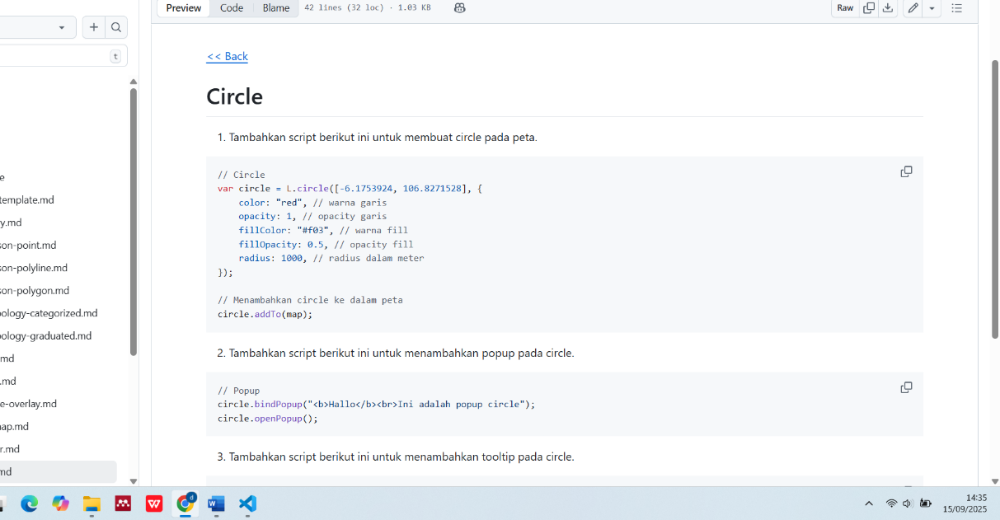 Preview Code Blame 42 lines (32 loc) · 1.03 KB Raw
t
<< Back
Circle
1. Tambahkan script berikut ini untuk membuat circle pada peta.
// Circle
var circle = L.circle([-6.1753924, 106.8271528], {
    color: "red", // warna garis
    opacity: 1, // opacity garis
    fillColor: "#f03", // warna fill
    fillOpacity: 0.5, // opacity fill
    radius: 1000, // radius dalam meter
});
// Menambahkan circle ke dalam peta
circle.addTo(map);
2. Tambahkan script berikut ini untuk menambahkan popup pada circle.
// Popup
circle.bindPopup("<b>Hallo</b><br>Ini adalah popup circle");
circle.openPopup();
3. Tambahkan script berikut ini untuk menambahkan tooltip pada circle.
e
template.md
y.md
son-point.md
son-polyline.md
son-polygon.md
ology-categorized.md
ology-graduated.md
md
.md
e-overlay.md
ap.md
r.md
md
d
W
14:35
15/09/2025